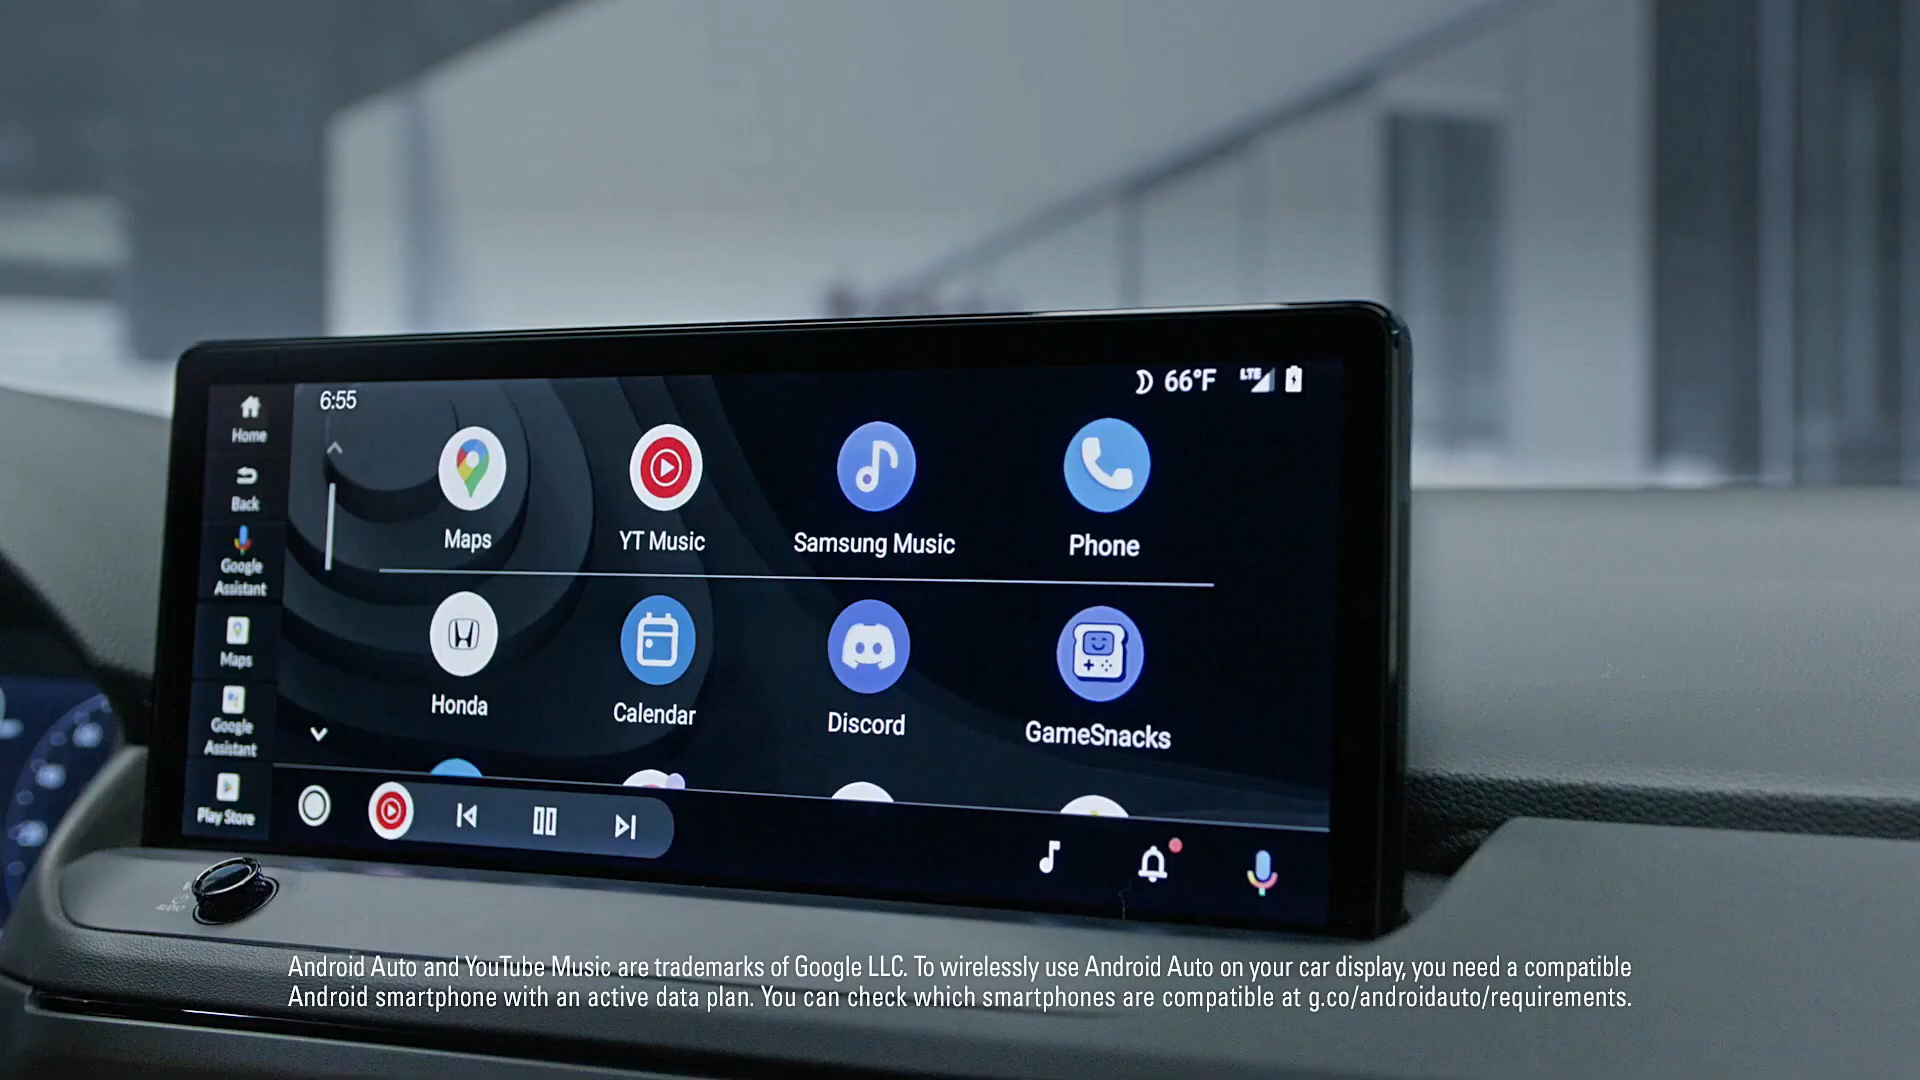 6:55
66°F
LTE
Home
Back
Google
Assistant
Maps
Google
Assistant
Play Store
Maps
YT Music
Samsung Music
Phone
Honda
Calendar
Discord
GameSnacks
AUDIO
Android Auto and YouTube Music are trademarks of Google LLC. To wirelessly use Android Auto on your car display, you need a compatible
Android smartphone with an active data plan. You can check which smartphones are compatible at g.co/androidauto/requirements.